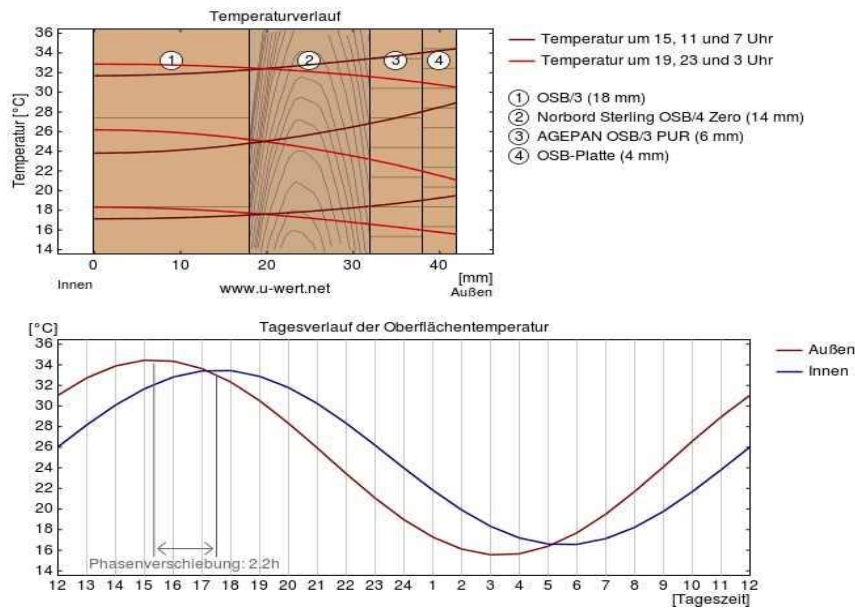 Temperaturverlauf
36
34
32
30
28
26
24
22
20
18
16
14
Temperatur [°C]
1
2
3
4
0 10 20 30 40
[mm]
Innen
www.u-wert.net
Außen
Temperatur um 15, 11 und 7 Uhr
Temperatur um 19, 23 und 3 Uhr
1 OSB/3 (18 mm)
2 Norbord Sterling OSB/4 Zero (14 mm)
3 AGEPAN OSB/3 PUR (6 mm)
4 OSB-Platte (4 mm)
[°C]
Tagesverlauf der Oberflächentemperatur
36
34
32
30
28
26
24
22
20
18
16
14
Phasenverschiebung: 2.2h
12 13 14 15 16 17 18 19 20 21 22 23 24 1 2 3 4 5 6 7 8 9 10 11 12
[Tageszeit]
Außen
Innen